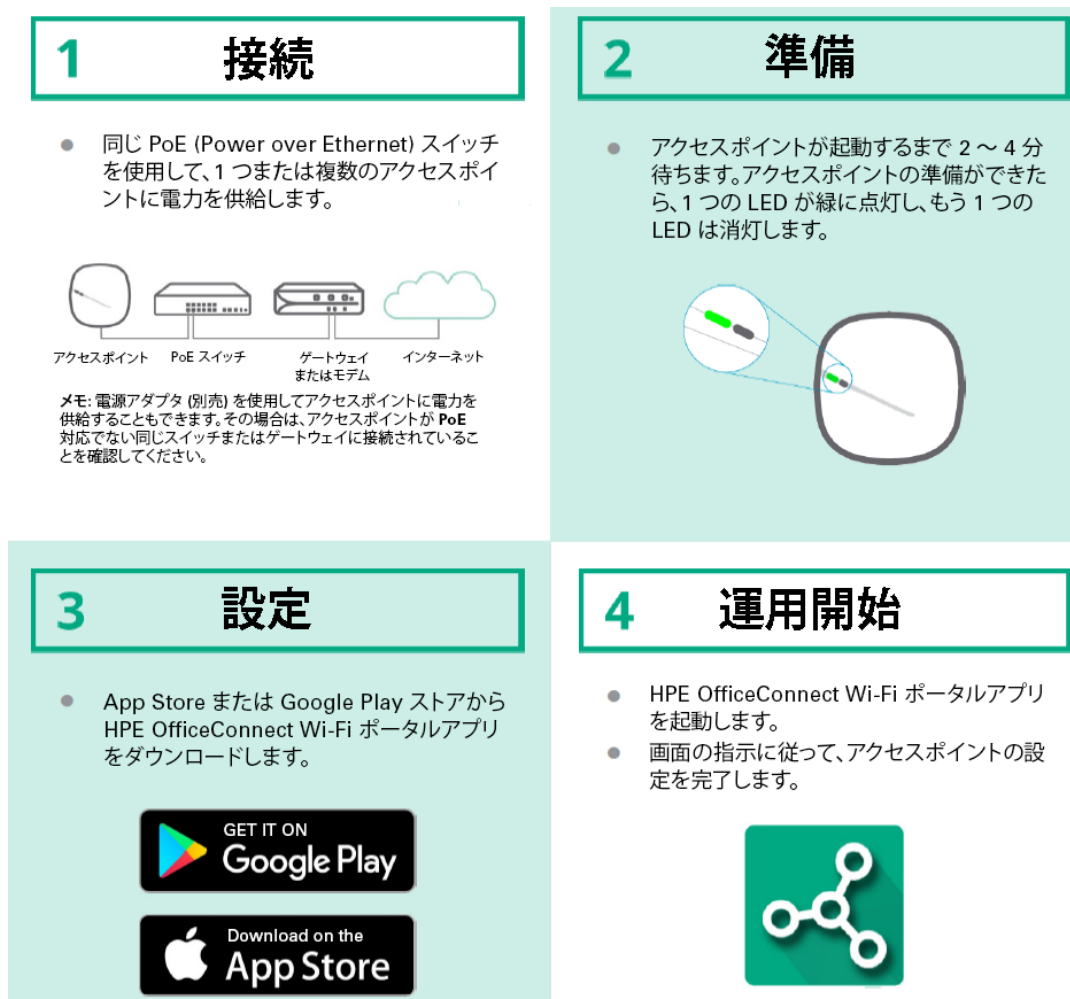 1 接続
同じ PoE (Power over Ethernet) スイッチ
を使用して、1 つまたは複数のアクセスポイ
ントに電力を供給します。
アクセスポイント PoE スイッチ ゲートウェイ インターネット
またはモデム
メモ: 電源アダプタ (別売) を使用してアクセスポイントに電力を
供給することもできます。その場合は、アクセスポイントが PoE
対応でない同じスイッチまたはゲートウェイに接続されているこ
とを確認してください。
2 準備
アクセスポイントが起動するまで 2 ～ 4 分
待ちます。アクセスポイントの準備ができた
ら、1 つの LED が緑に点灯し、もう 1 つの
LED は消灯します。
3 設定
App Store または Google Play ストアから
HPE OfficeConnect Wi-Fi ポータルアプリ
をダウンロードします。
GET IT ON
Google Play
Download on the
App Store
4 運用開始
HPE OfficeConnect Wi-Fi ポータルアプリ
を起動します。
画面の指示に従って、アクセスポイントの設
定を完了します。